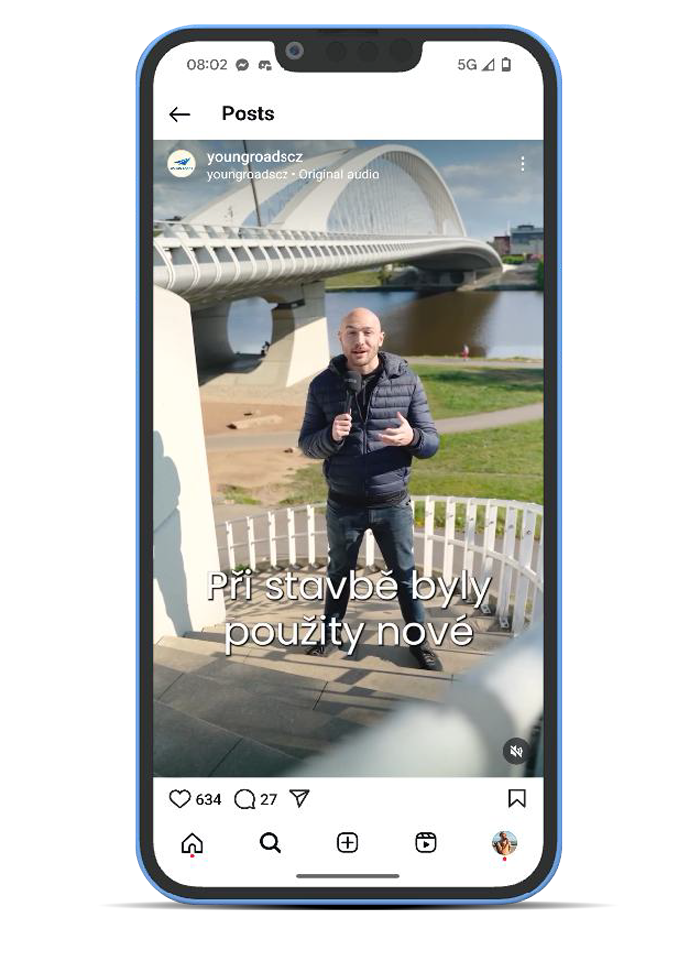 08:02
5G
Posts
youngroadscz
youngroadscz • Original audio
Při stavbě byly
použity nové
634
27